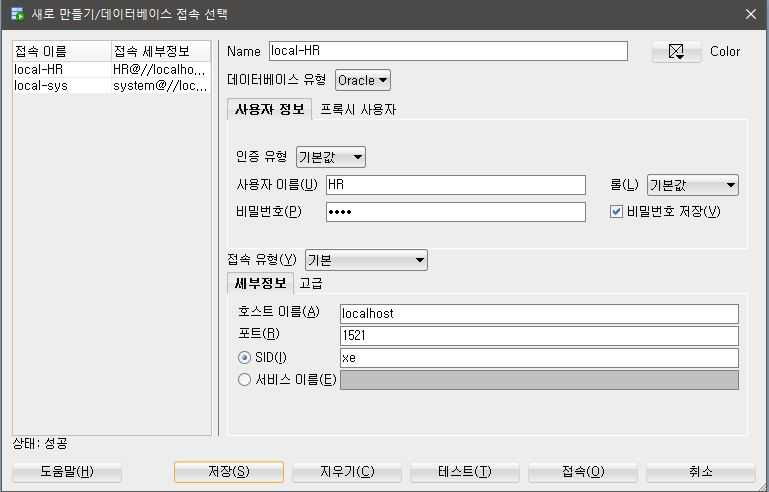 새로 만들기/데이터베이스 접속 선택
접속 이름 접속 세부정보
local-HR HR@//localho,,,
local-sys system@//loc,,,
Name local-HR Color
데이터베이스 유형 Oracle
사용자 정보 프록시 사용자
인증 유형 기본값
사용자 이름(U) HR 롤(L) 기본값
비밀번호(P) •••• 비밀번호 저장(V)
접속 유형(Y) 기본
세부정보 고급
호스트 이름(A) localhost
포트(R) 1521
SID(I) xe
서비스 이름(E)
상태: 성공
도움말(H) 저장(S) 지우기(C) 테스트(T) 접속(O) 취소